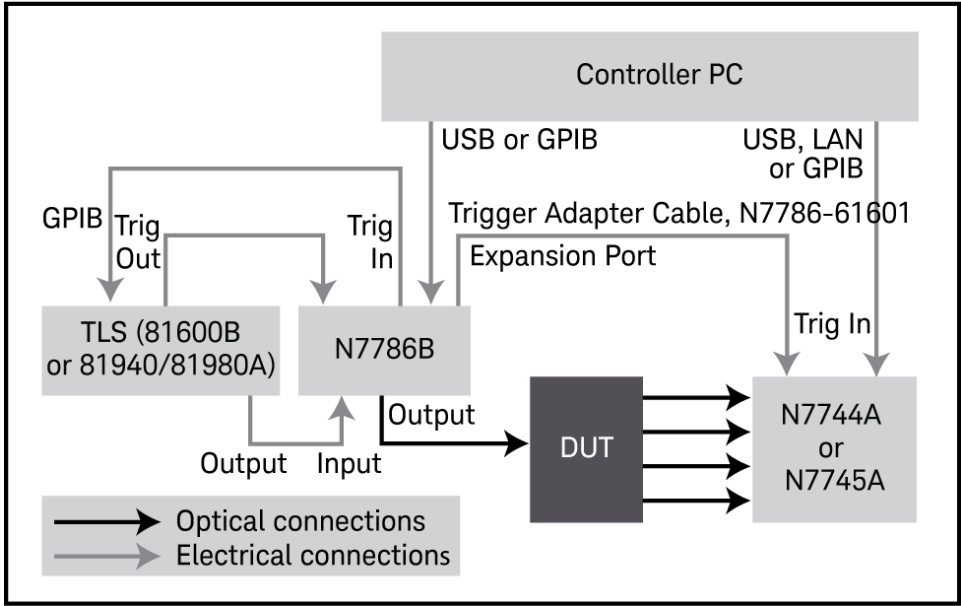 Controller PC
USB or GPIB
USB, LAN
or GPIB
GPIB
Trig
Out
Trig
In
Trigger Adapter Cable, N7786-61601
Expansion Port
Trig In
TLS (81600B
or 81940/81980A)
N7786B
Output
Output
Input
DUT
N7744A
or
N7745A
Optical connections
Electrical connections